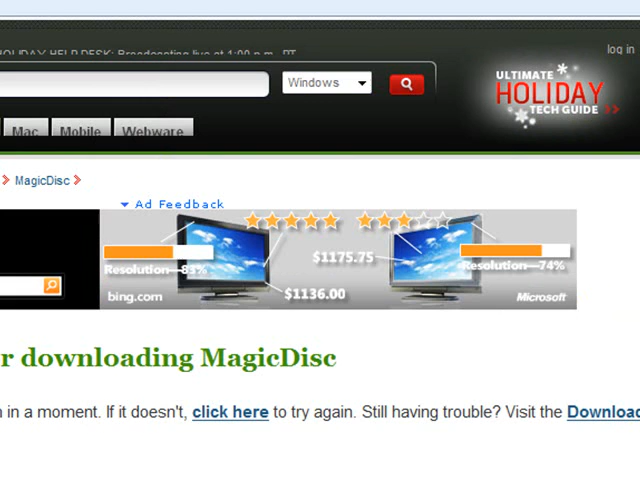 HOLIDAY HELP DESK: Broadcasting live at 1:00 p.m. PT
log in
Windows
ULTIMATE
HOLIDAY
TECH GUIDE >>
Mac Mobile Webware
MagicDisc
Ad Feedback
$1175.75
Resolution—83%
Resolution—74%
$1136.00
bing.com
Microsoft
r downloading MagicDisc
in a moment. If it doesn't, click here to try again. Still having trouble? Visit the Download